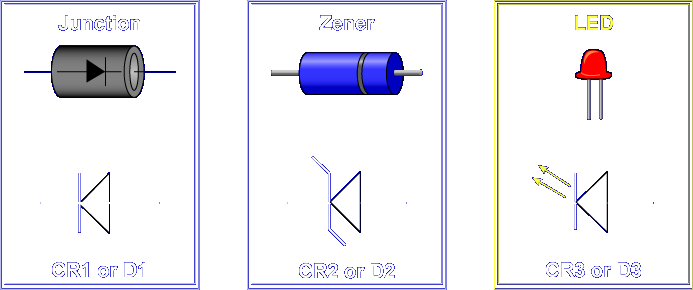 Junction
Zener
LED
CR1 or D1
CR2 or D2
CR3 or D3